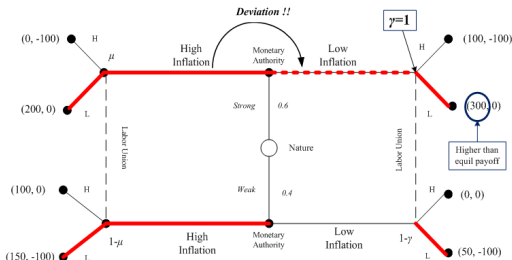 Deviation !!
γ=1
(0, -100)
H
μ
High
Inflation
Monetary
Authority
Low
Inflation
H
(100, -100)
(200, 0)
L
Strong
0.6
L
(300, 0)
Labor Union
Nature
Labor Union
Higher than
equil payoff
(100, 0)
H
Weak
0.4
H
(0, 0)
1-μ
High
Inflation
Monetary
Authority
Low
Inflation
1-γ
(150, -100)
L
L
(50, -100)